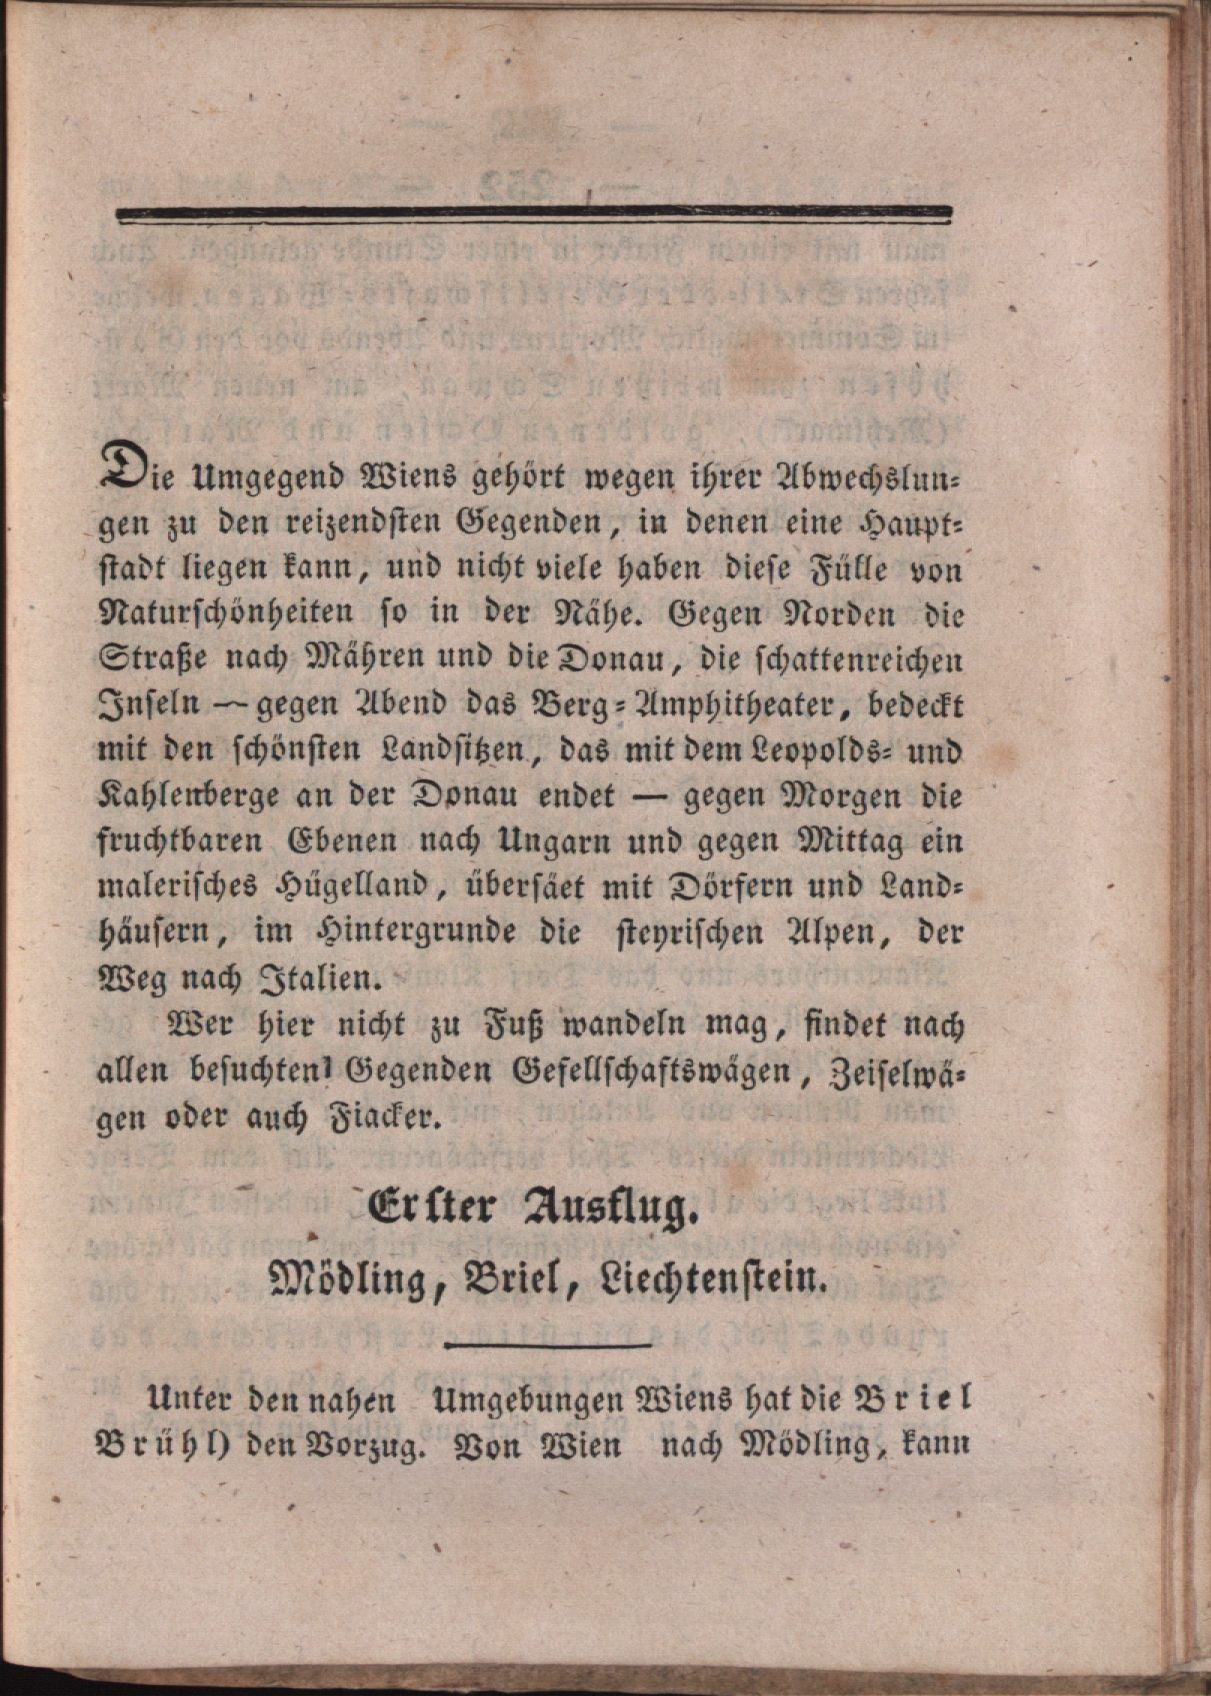 Die Umgegend Wiens gehört wegen ihrer Abwechslun-
gen zu den reizendsten Gegenden, in denen eine Haupt-
stadt liegen kann, und nicht viele haben diese Fülle von
Naturschönheiten so in der Nähe. Gegen Norden die
Straße nach Mähren und die Donau, die schattenreichen
Inseln — gegen Abend das Berg-Amphitheater, bedeckt
mit den schönsten Landsitzen, das mit dem Leopolds- und
Kahlenberge an der Donau endet — gegen Morgen die
fruchtbaren Ebenen nach Ungarn und gegen Mittag ein
malerisches Hügelland, übersäet mit Dörfern und Land-
häusern, im Hintergrunde die steyrischen Alpen, der
Weg nach Italien.
Wer hier nicht zu Fuß wandeln mag, findet nach
allen besuchten Gegenden Gesellschaftswägen, Zeiselwä-
gen oder auch Fiacker.
Erster Ausflug.
Mödling, Briel, Liechtenstein.
Unter den nahen Umgebungen Wiens hat die Briel
Brühl) den Vorzug. Von Wien nach Mödling, kann